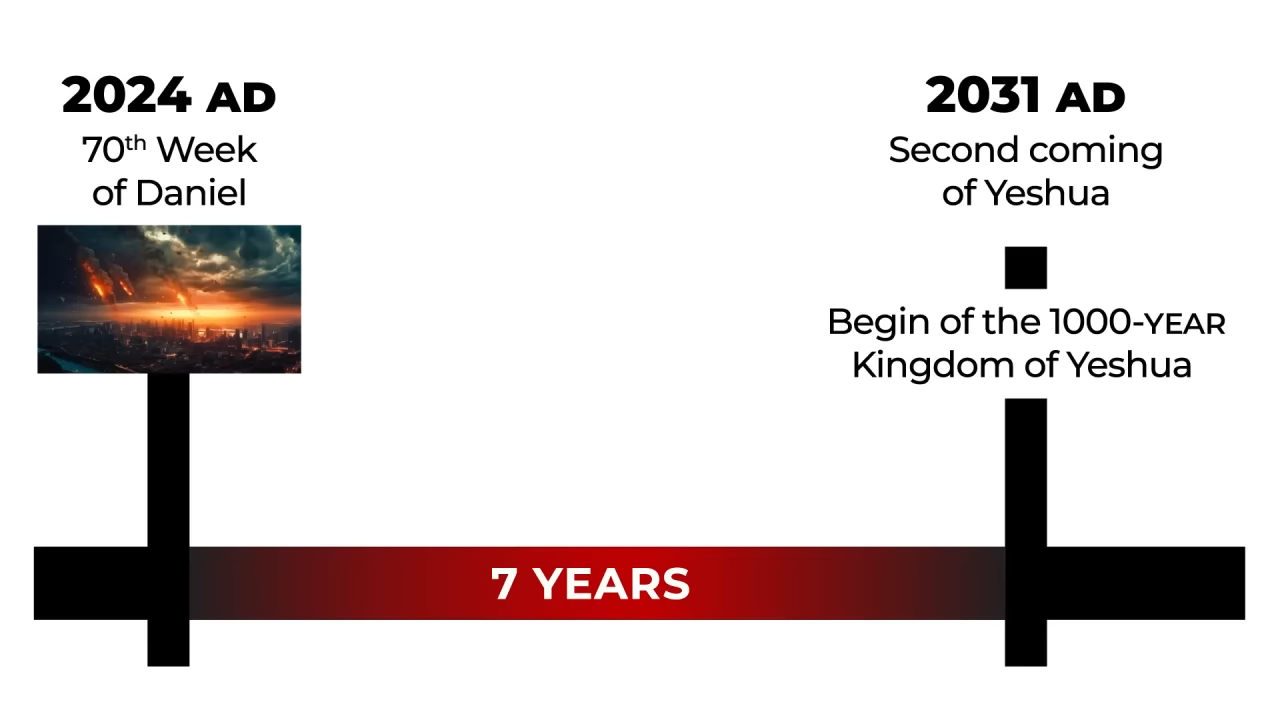 2024 AD
70th Week
of Daniel
2031 AD
Second coming
of Yeshua
Begin of the 1000-YEAR
Kingdom of Yeshua
7 YEARS